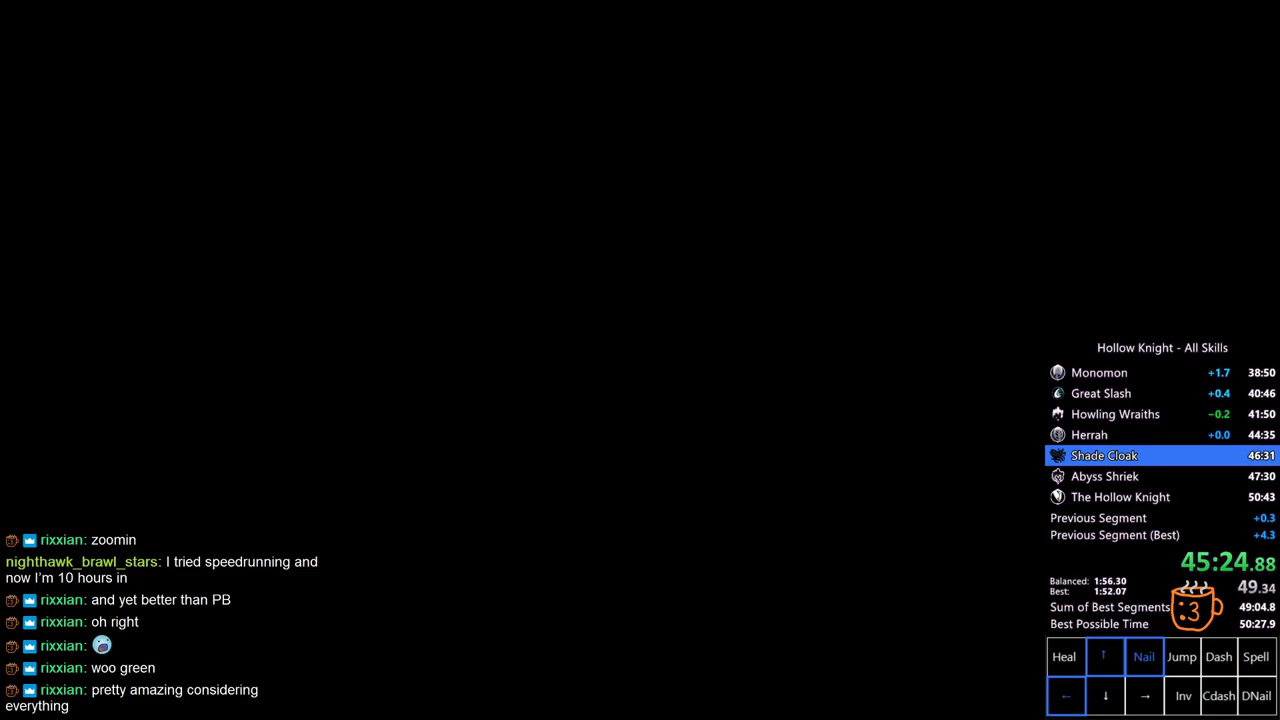 Hollow Knight - All Skills
Monomon +1.7 38:50
Great Slash +0.4 40:46
Howling Wraiths −0.2 41:50
Herrah +0.0 44:35
Shade Cloak 46:31
Abyss Shriek 47:30
The Hollow Knight 50:43
Previous Segment +0.3
Previous Segment (Best) +4.3
45:24.88
Balanced: 1:56.30
Best: 1:52.07
49.34
Sum of Best Segments 49:04.8
Best Possible Time 50:27.9
Heal ↑ Nail Jump Dash Spell
← ↓ → Inv Cdash DNail
rixxian: zoomin
nighthawk_brawl_stars: I tried speedrunning and
now I'm 10 hours in
rixxian: and yet better than PB
rixxian: oh right
rixxian:
rixxian: woo green
rixxian: pretty amazing considering
everything